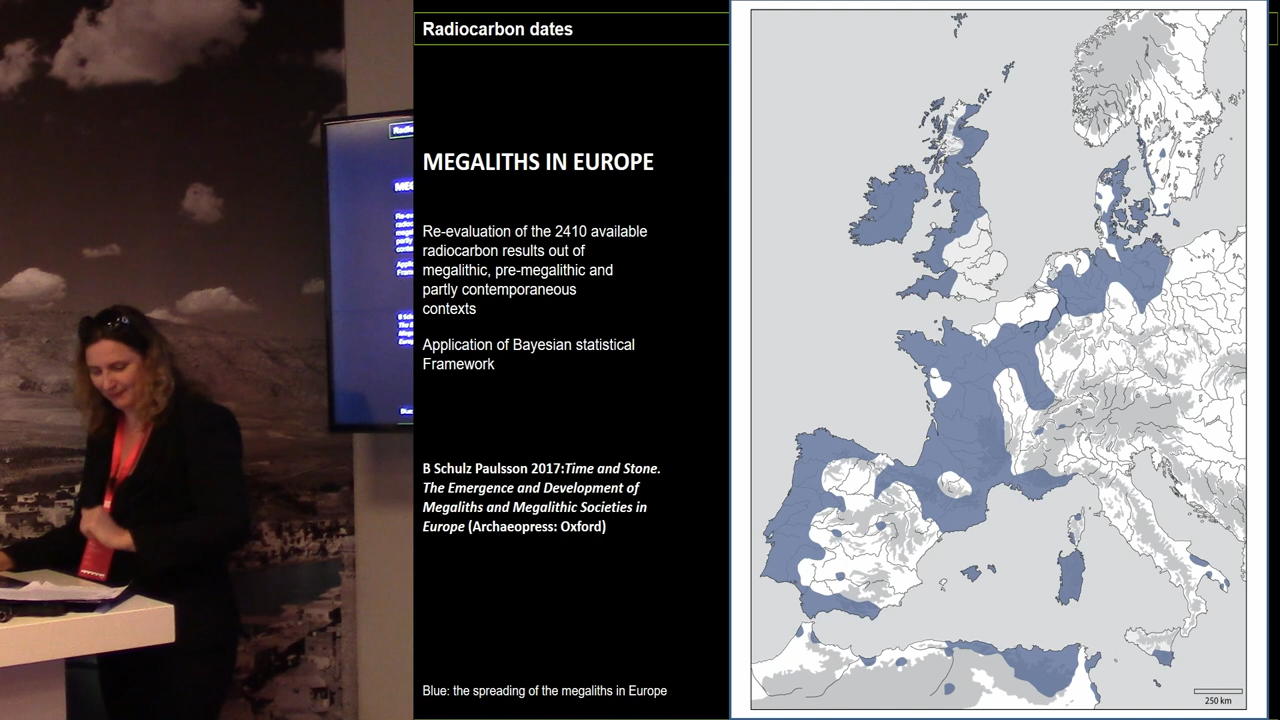 Radiocarbon dates
MEGALITHS IN EUROPE
Re-evaluation of the 2410 available
radiocarbon results out of
megalithic, pre-megalithic and
partly contemporaneous
contexts
Application of Bayesian statistical
Framework
B Schulz Paulsson 2017:Time and Stone.
The Emergence and Development of
Megaliths and Megalithic Societies in
Europe (Archaeopress: Oxford)
Blue: the spreading of the megaliths in Europe
250 km